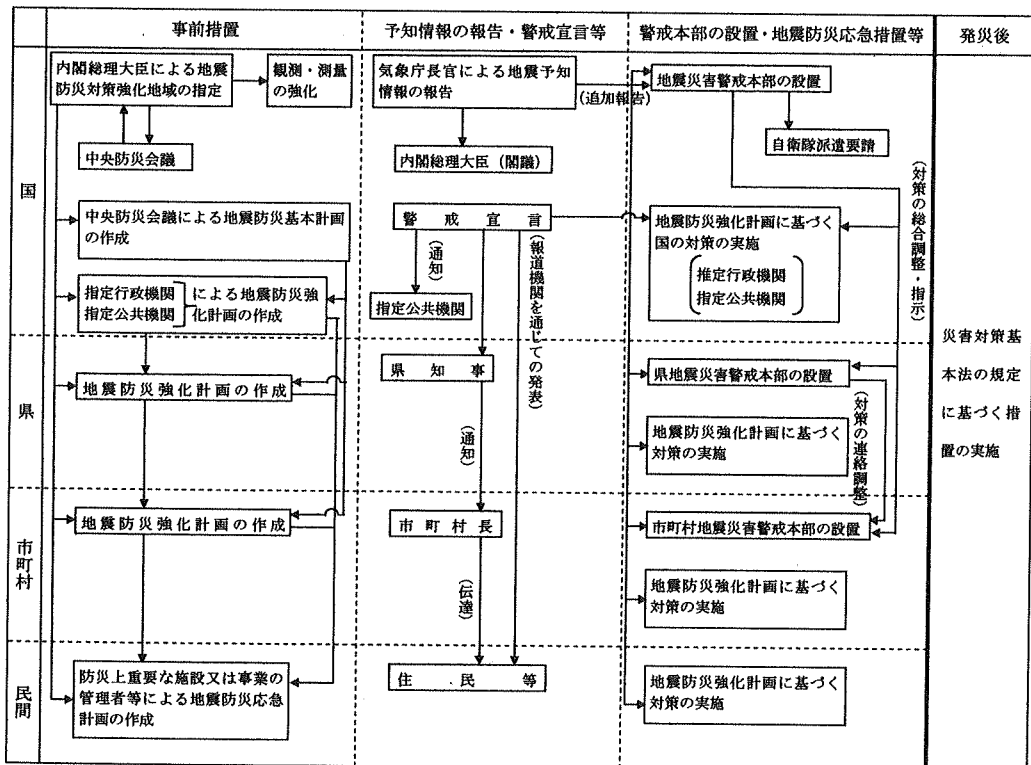 事前措置
予知情報の報告・警戒宣言等
警戒本部の設置・地震防災応急措置等
発災後
国
内閣総理大臣による地震
防災対策強化地域の指定
観測・測量
の強化
中央防災会議
中央防災会議による地震防災基本計画
の作成
指定行政機関
指定公共機関
による地震防災強
化計画の作成
気象庁長官による地震予知
情報の報告
(追加報告)
内閣総理大臣(閣議)
警戒宣言
(通知)
(報道機関を通じての発表)
指定公共機関
地震災害警戒本部の設置
自衛隊派遣要請
(対策の総合調整・指示)
地震防災強化計画に基づく
国の対策の実施
推定行政機関
指定公共機関
県
地震防災強化計画の作成
県知事
(通知)
県地震災害警戒本部の設置
(対策の連絡調整)
地震防災強化計画に基づく
対策の実施
市町村
地震防災強化計画の作成
市町村長
(伝達)
市町村地震災害警戒本部の設置
地震防災強化計画に基づく
対策の実施
民間
防災上重要な施設又は事業の
管理者等による地震防災応急
計画の作成
住民等
地震防災強化計画に基づく
対策の実施
災害対策基
本法の規定
に基づく措
置の実施